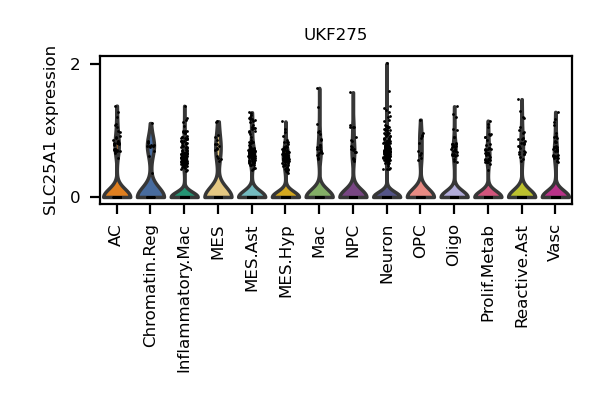 UKF275
SLC25A1 expression
2
0
AC
Chromatin.Reg
Inflammatory.Mac
MES
MES.Ast
MES.Hyp
Mac
NPC
Neuron
OPC
Oligo
Prolif.Metab
Reactive.Ast
Vasc